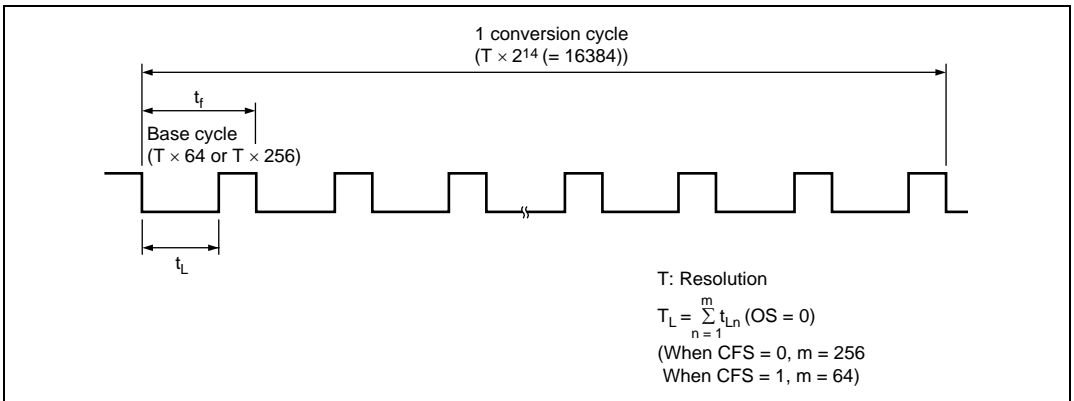 1 conversion cycle
(T × 2¹⁴ (= 16384))
t_f
Base cycle
(T × 64 or T × 256)
t_L
T: Resolution
T_L = Σ t_Ln (OS = 0)
m
n = 1
(When CFS = 0, m = 256
When CFS = 1, m = 64)